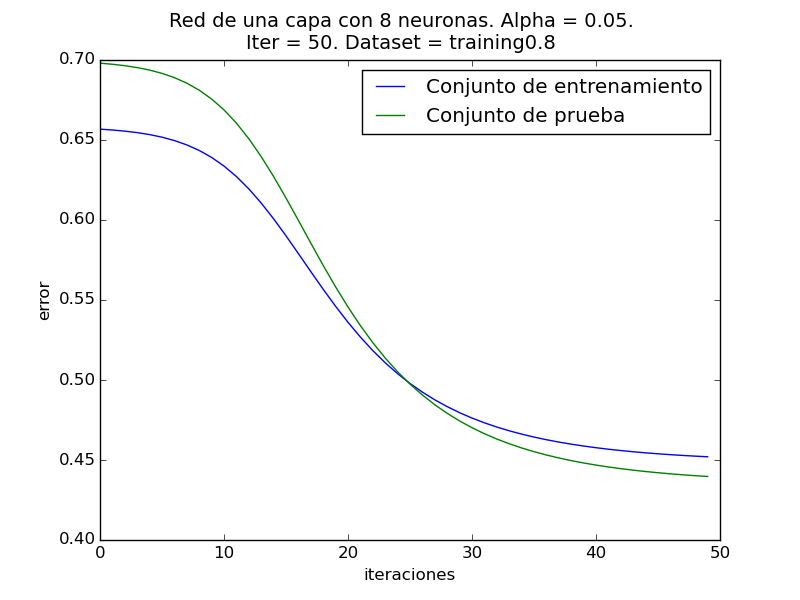 Red de una capa con 8 neuronas. Alpha = 0.05.
Iter = 50. Dataset = training0.8
Conjunto de entrenamiento
Conjunto de prueba
error
0.70
0.65
0.60
0.55
0.50
0.45
0.40
0
10
20
30
40
50
iteraciones